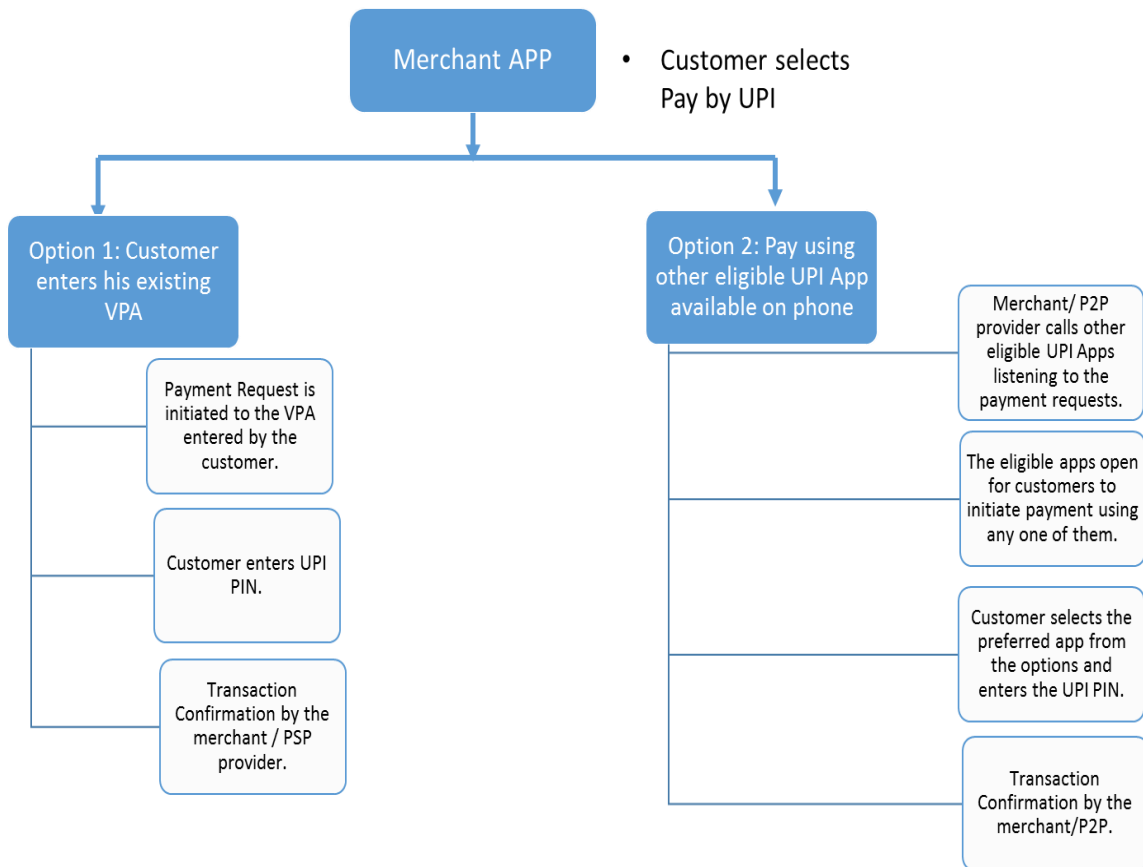 Merchant APP
• Customer selects
Pay by UPI
Option 1: Customer
enters his existing
VPA
Payment Request is
initiated to the VPA
entered by the
customer.
Customer enters UPI
PIN.
Transaction
Confirmation by the
merchant / PSP
provider.
Option 2: Pay using
other eligible UPI App
available on phone
Merchant/ P2P
provider calls other
eligible UPI Apps
listening to the
payment requests.
The eligible apps open
for customers to
initiate payment using
any one of them.
Customer selects the
preferred app from
the options and
enters the UPI PIN.
Transaction
Confirmation by the
merchant/P2P.